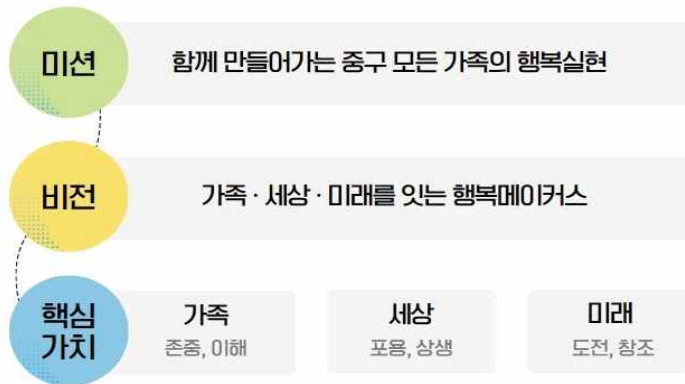 미션
함께 만들어가는 중구 모든 가족의 행복실현
비전
가족 · 세상 · 미래를 잇는 행복메이커스
핵심
가치
가족
존중, 이해
세상
포용, 상생
미래
도전, 창조